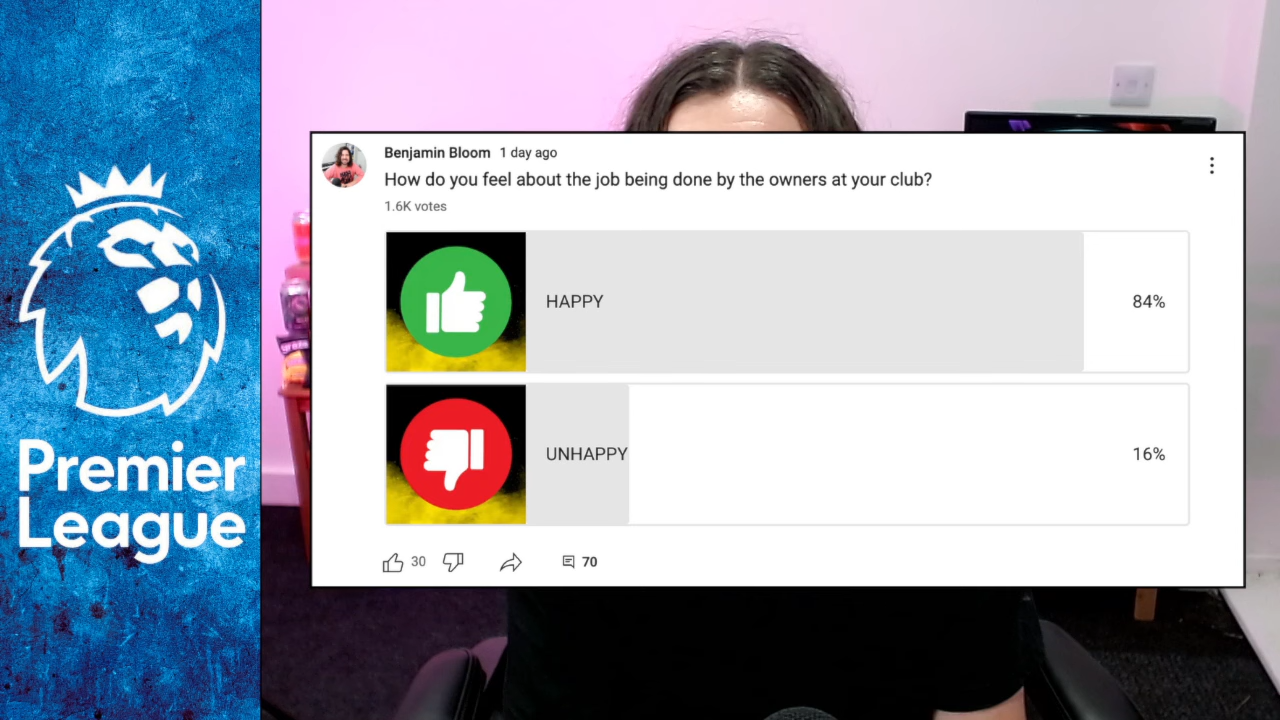 Premier
League
Benjamin Bloom 1 day ago
How do you feel about the job being done by the owners at your club?
1.6K votes
HAPPY
84%
UNHAPPY
16%
30
70